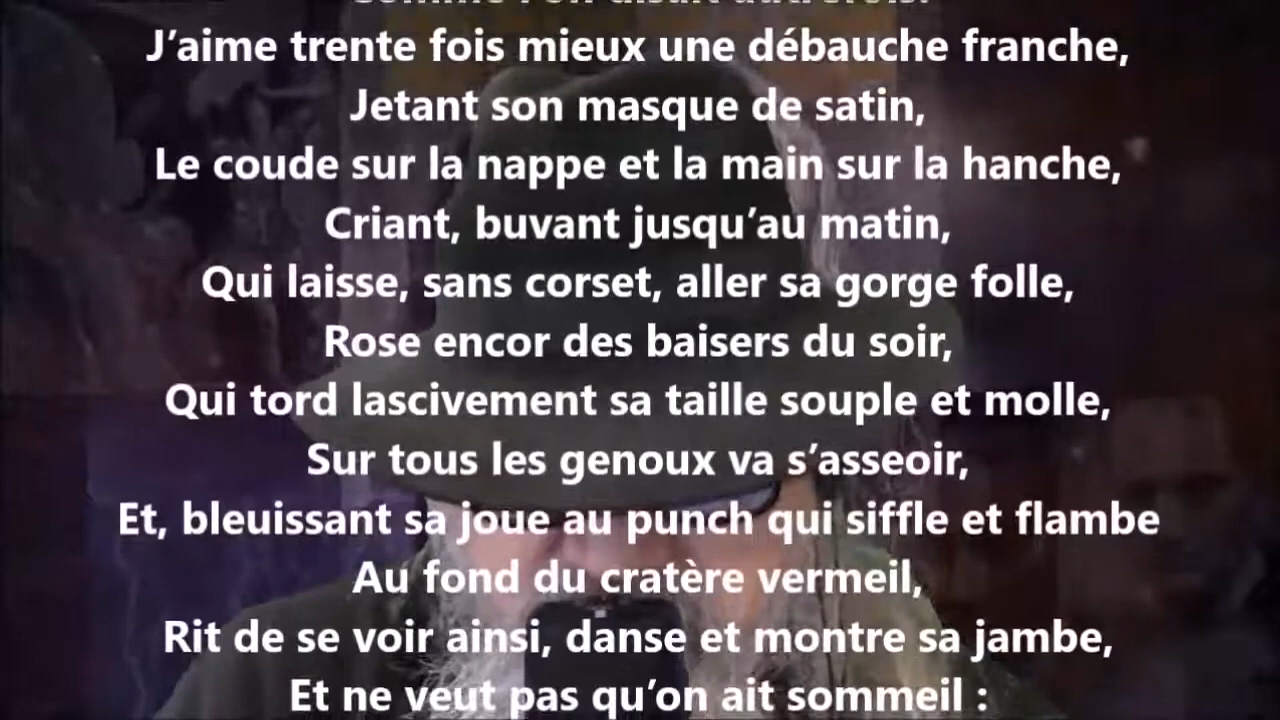 J’aime trente fois mieux une débauche franche,
Jetant son masque de satin,
Le coude sur la nappe et la main sur la hanche,
Criant, buvant jusqu’au matin,
Qui laisse, sans corset, aller sa gorge folle,
Rose encor des baisers du soir,
Qui tord lascivement sa taille souple et molle,
Sur tous les genoux va s’asseoir,
Et, bleuissant sa joue au punch qui siffle et flambe
Au fond du cratère vermeil,
Rit de se voir ainsi, danse et montre sa jambe,
Et ne veut pas qu’on ait sommeil :